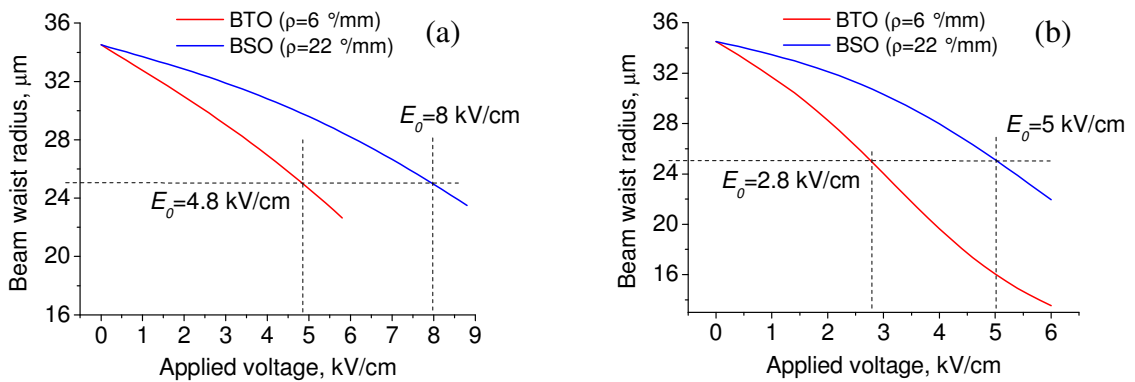 36
32
28
24
20
16
Beam waist radius, μm
BTO (ρ=6 °/mm)
BSO (ρ=22 °/mm)
(a)
E0=8 kV/cm
E0=4.8 kV/cm
0 1 2 3 4 5 6 7 8 9
Applied voltage, kV/cm
36
32
28
24
20
16
Beam waist radius, μm
BTO (ρ=6 °/mm)
BSO (ρ=22 °/mm)
(b)
E0=5 kV/cm
E0=2.8 kV/cm
0 1 2 3 4 5 6
Applied voltage, kV/cm